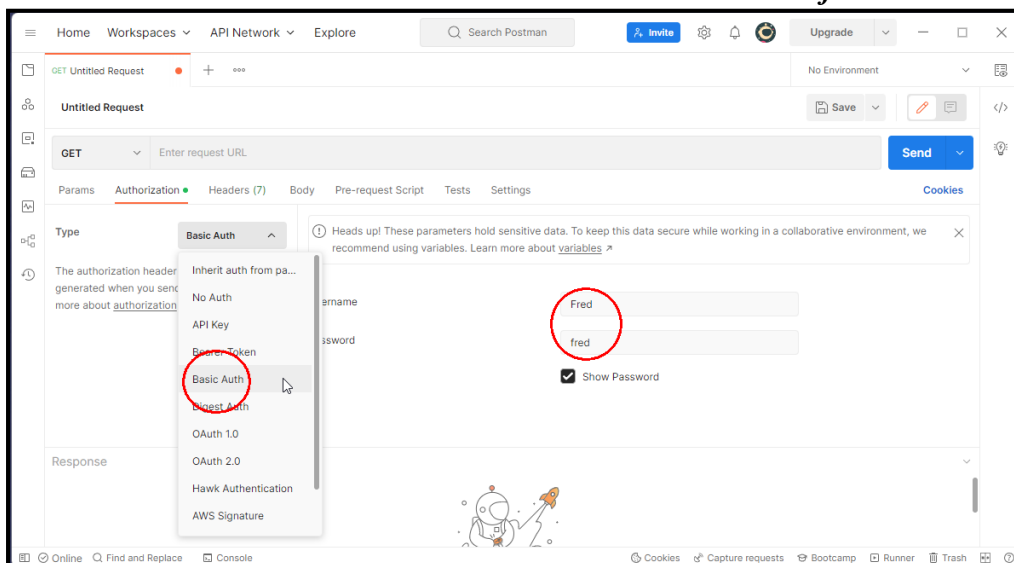 Home Workspaces API Network Explore Search Postman Invite Upgrade
GET Untitled Request No Environment
Untitled Request Save </>
GET Enter request URL Send
Params Authorization Headers (7) Body Pre-request Script Tests Settings Cookies
Type Basic Auth Heads up! These parameters hold sensitive data. To keep this data secure while working in a collaborative environment, we
recommend using variables. Learn more about variables
The authorization header Inherit auth from pa...
generated when you send
No Auth
more about authorization
ername Fred
API Key
ssword fred
Bearer Token
Show Password
Basic Auth
Digest Auth
OAuth 1.0
Response OAuth 2.0
Hawk Authentication
AWS Signature
Online Find and Replace Console Cookies Capture requests Bootcamp Runner Trash